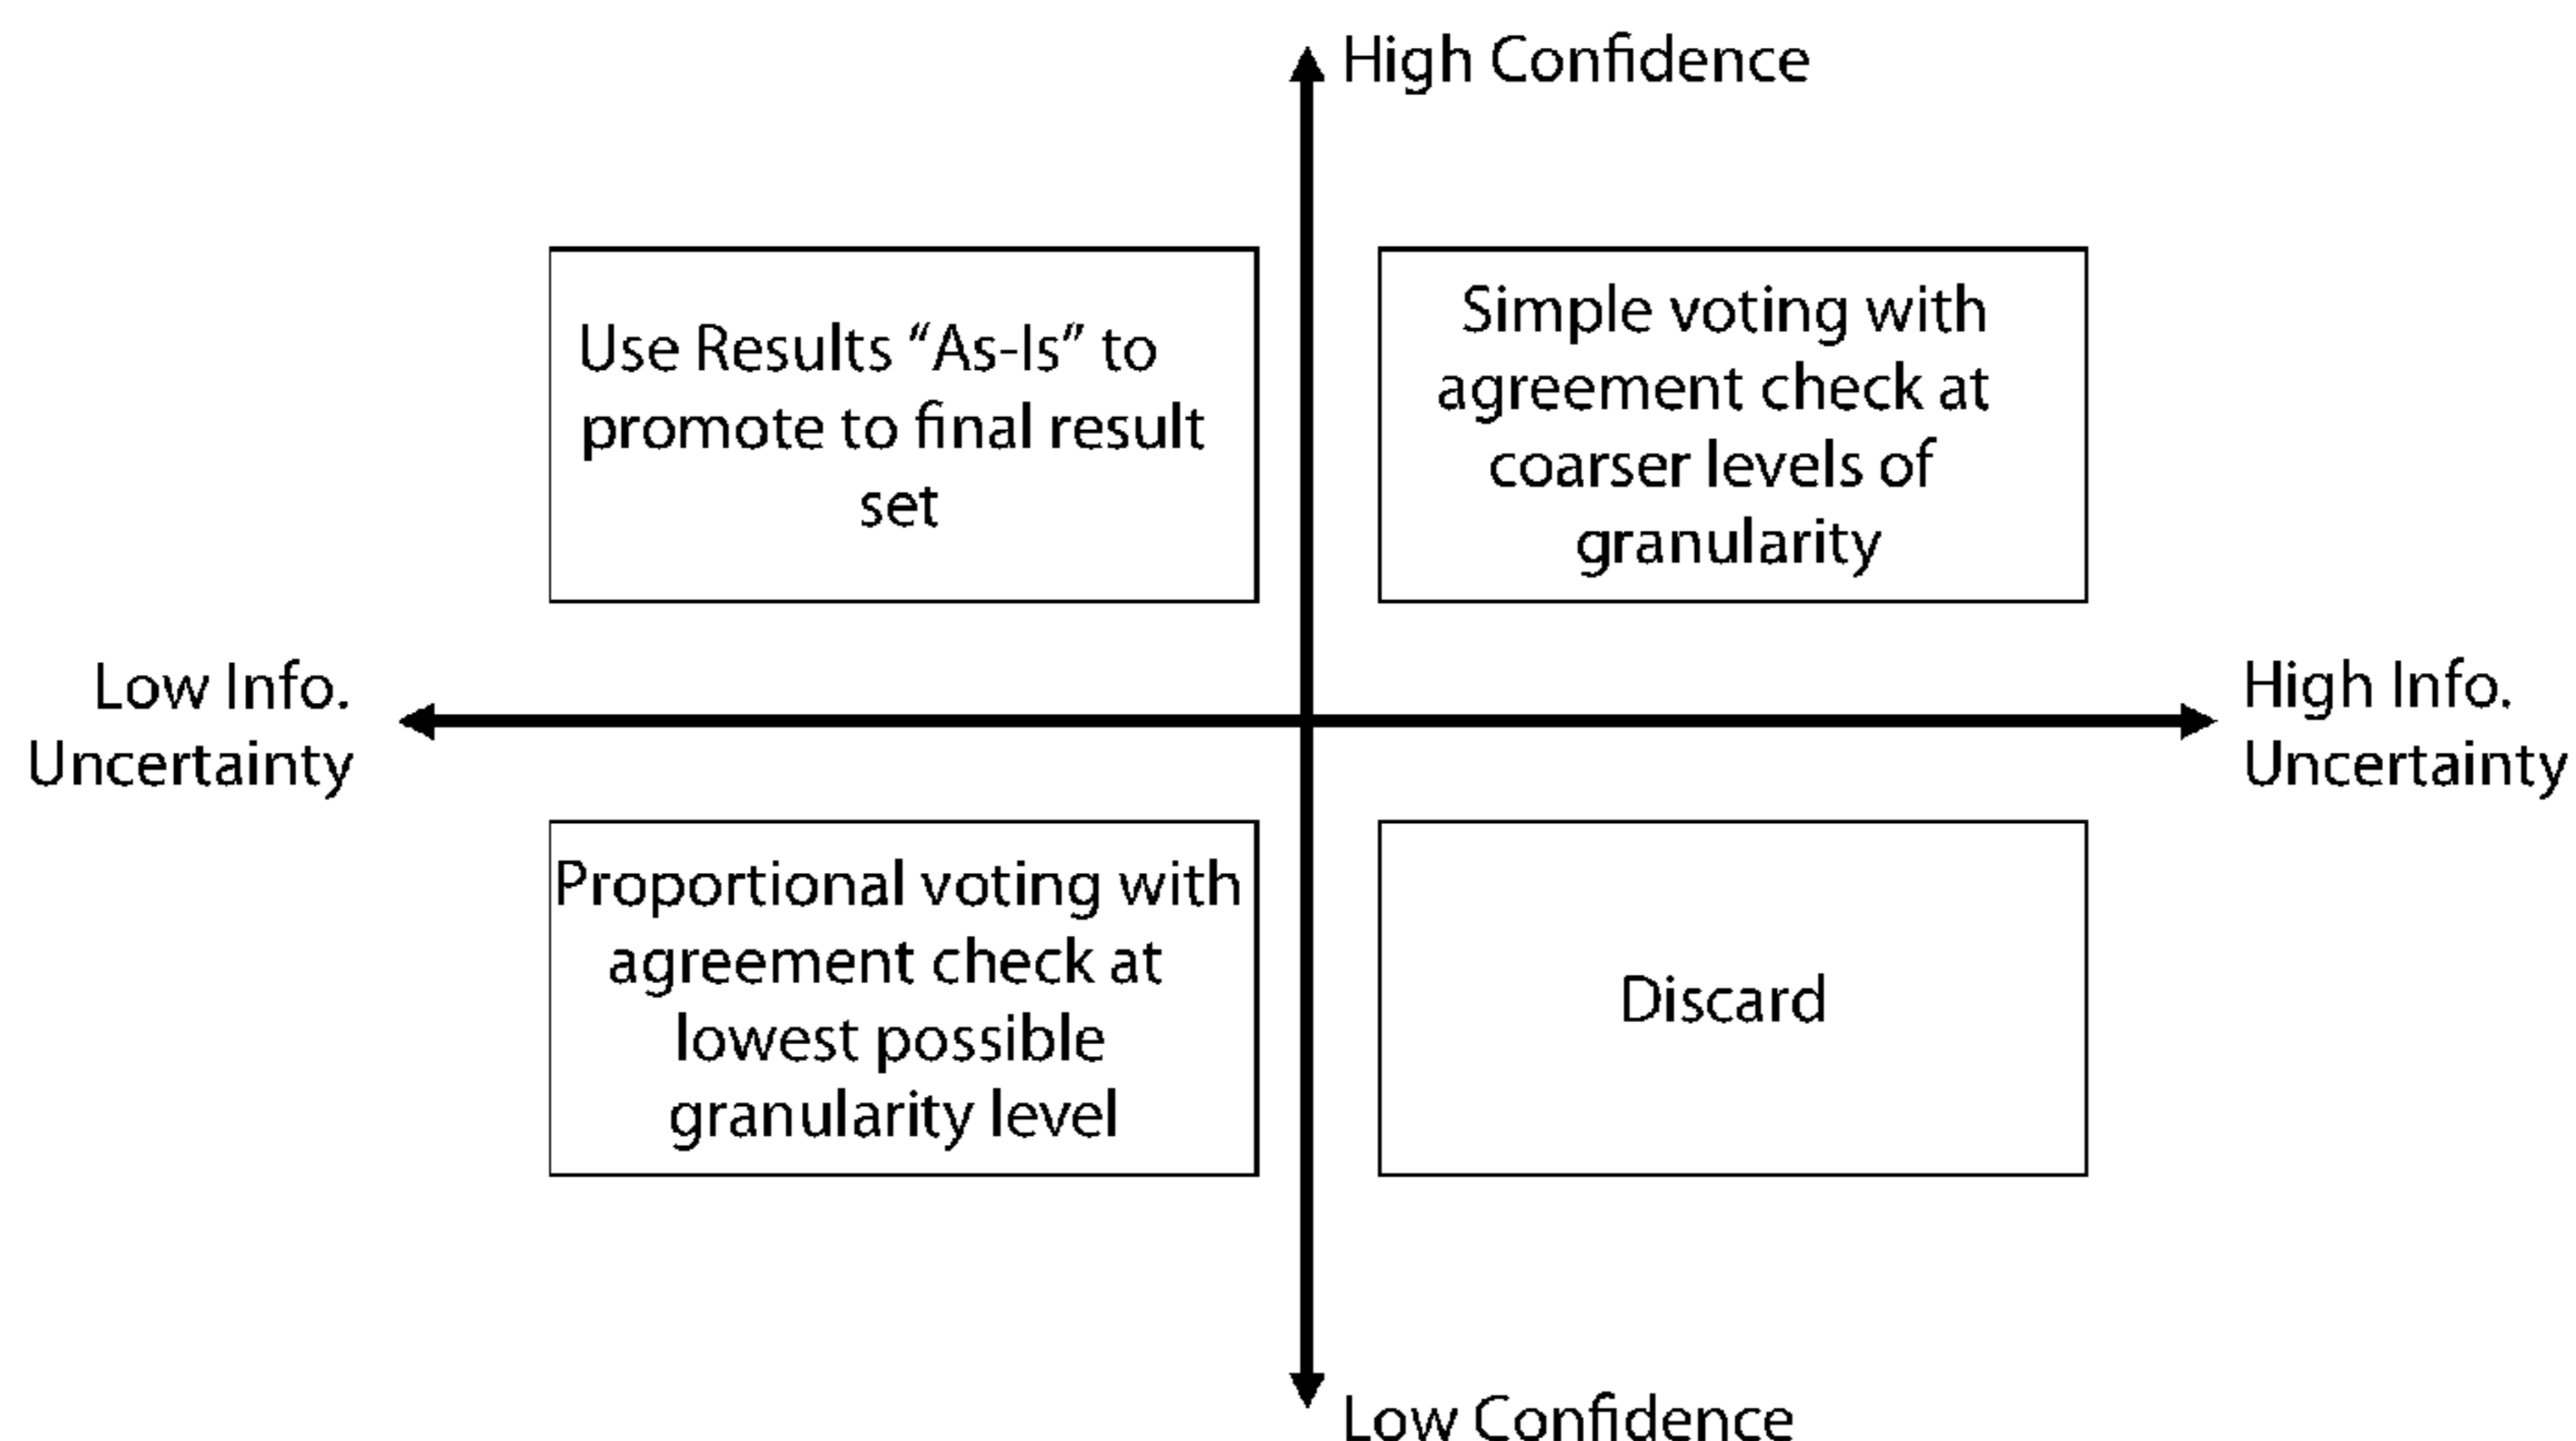 High Confidence
Use Results “As-Is” to
promote to final result
set
Simple voting with
agreement check at
coarser levels of
granularity
Low Info.
Uncertainty
High Info.
Uncertainty
Proportional voting with
agreement check at
lowest possible
granularity level
Discard
Low Confidence